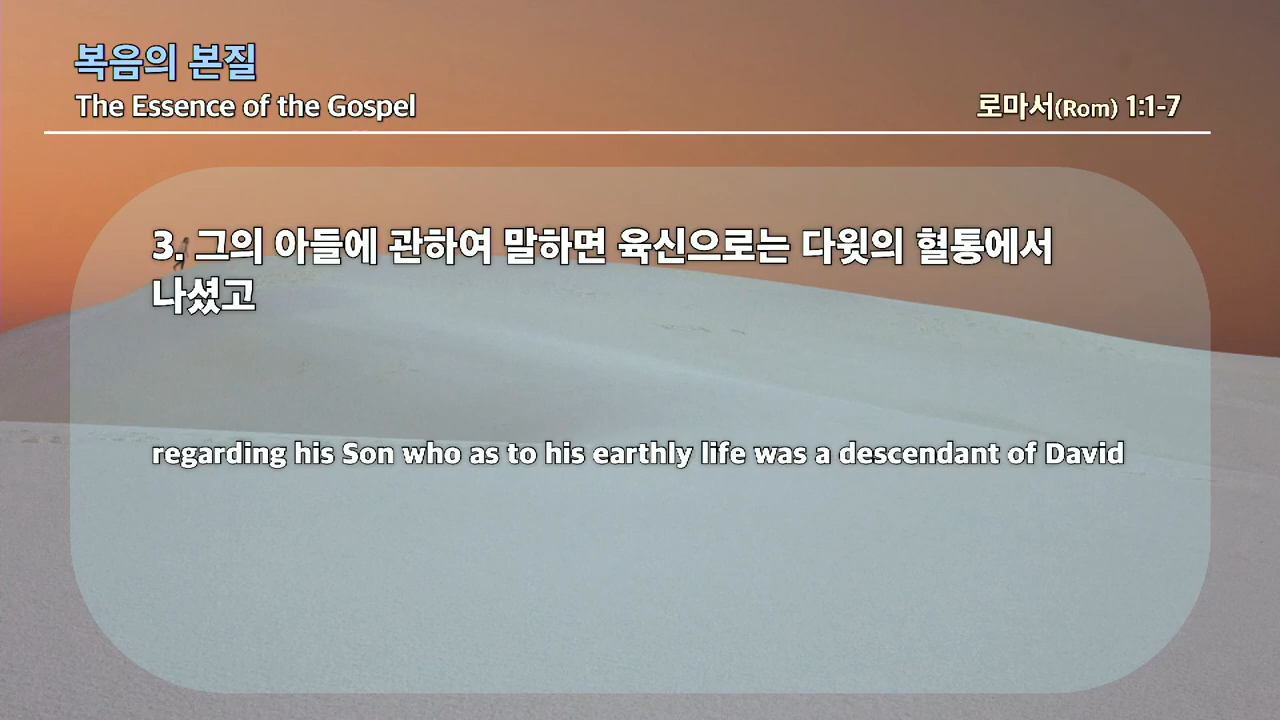 복음의 본질
The Essence of the Gospel
로마서(Rom) 1:1-7
3. 그의 아들에 관하여 말하면 육신으로는 다윗의 혈통에서
나셨고
regarding his Son who as to his earthly life was a descendant of David